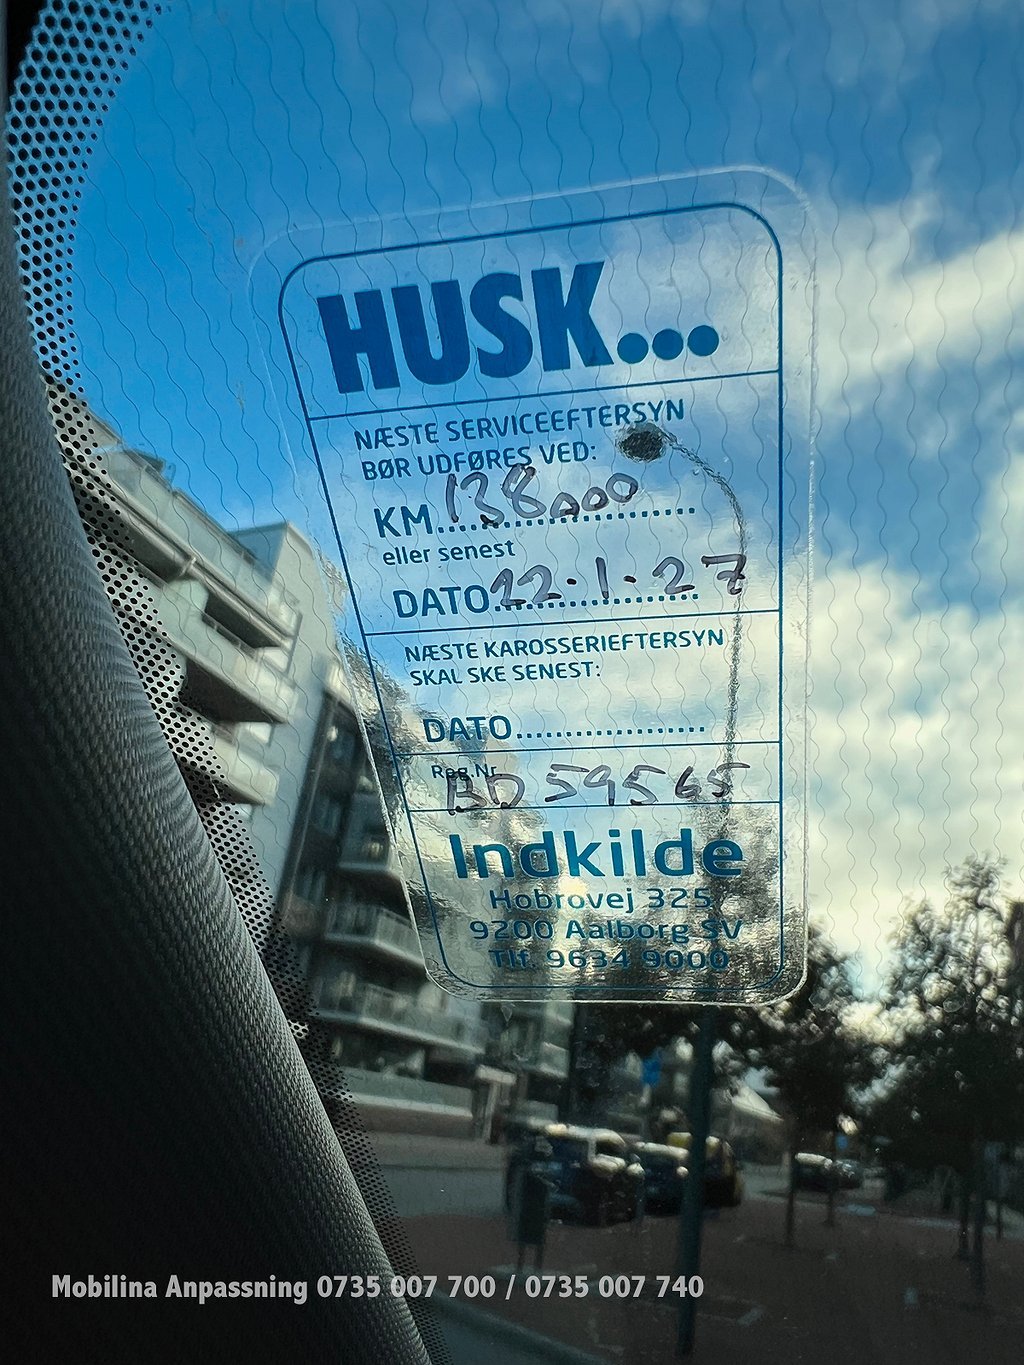 HUSK...
NÆSTE SERVICEEFTERSYN
BØR UDFØRES VED:
KM 138000
eller senest
DATO 22.1.27
NÆSTE KAROSSERIEFTERSYN
SKAL SKE SENEST:
DATO....................
Reg.Nr. BD 59565
Indkilde
Hobrovej 325
9200 Aalborg SV
Tlf. 9634 9000
Mobilina Anpassning 0735 007 700 / 0735 007 740